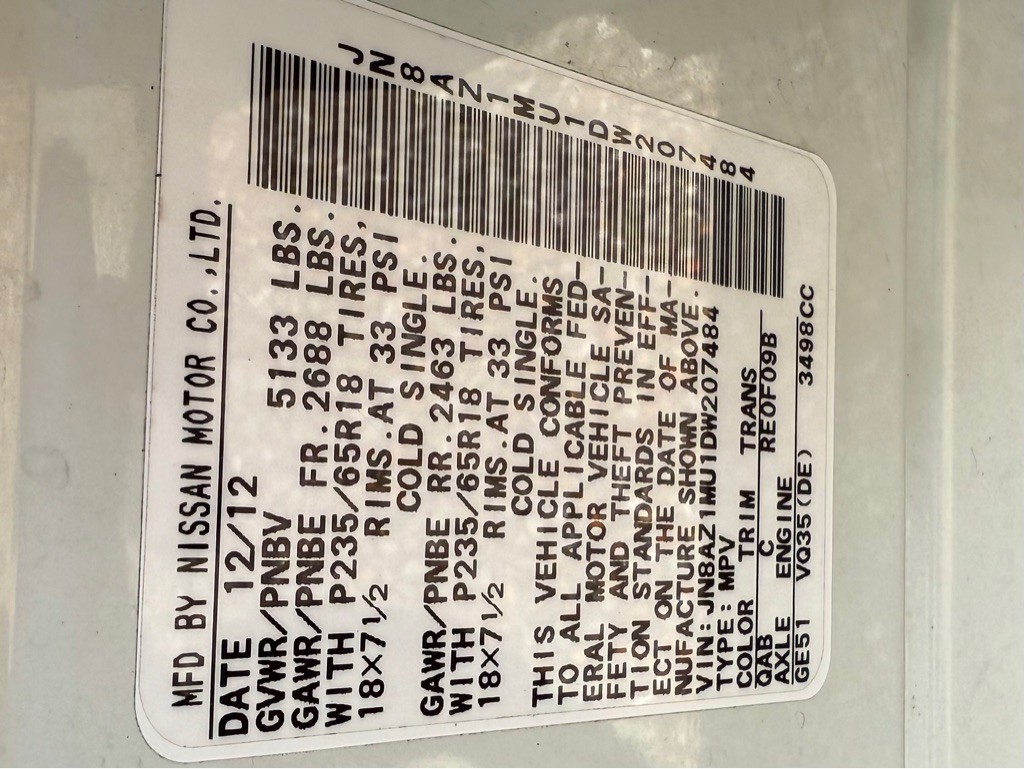 MFD BY NISSAN MOTOR CO.,LTD.
DATE 12/12
GVWR/PNBV 5133 LBS.
GAWR/PNBE FR. 2688 LBS.
WITH P235/65R18 TIRES,
18×7½ RIMS.AT 33 PSI
COLD SINGLE.
GAWR/PNBE RR. 2463 LBS.
WITH P235/65R18 TIRES,
18×7½ RIMS.AT 33 PSI
COLD SINGLE.
THIS VEHICLE CONFORMS
TO ALL APPLICABLE FED-
ERAL MOTOR VEHICLE SA-
FETY AND THEFT PREVEN-
TION STANDARDS IN EFF-
ECT ON THE DATE OF MA-
NUFACTURE SHOWN ABOVE.
VIN:JN8AZ1MU1DW207484
TYPE:MPV
COLOR TRIM TRANS
QAB C RE0F09B
AXLE ENGINE
GE51 VQ35(DE) 3498CC
JN8AZ1MU1DW207484